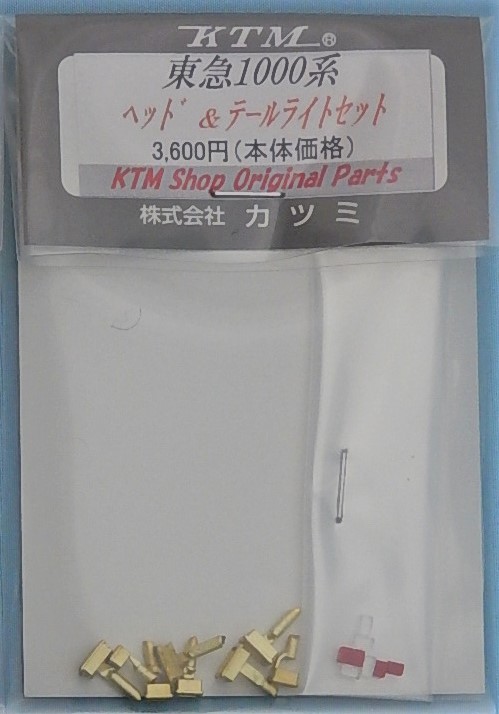 KTM®
東急1000系
ヘッド＆テールライトセット
3,600円(本体価格)
KTM Shop Original Parts
株式会社 カツミ